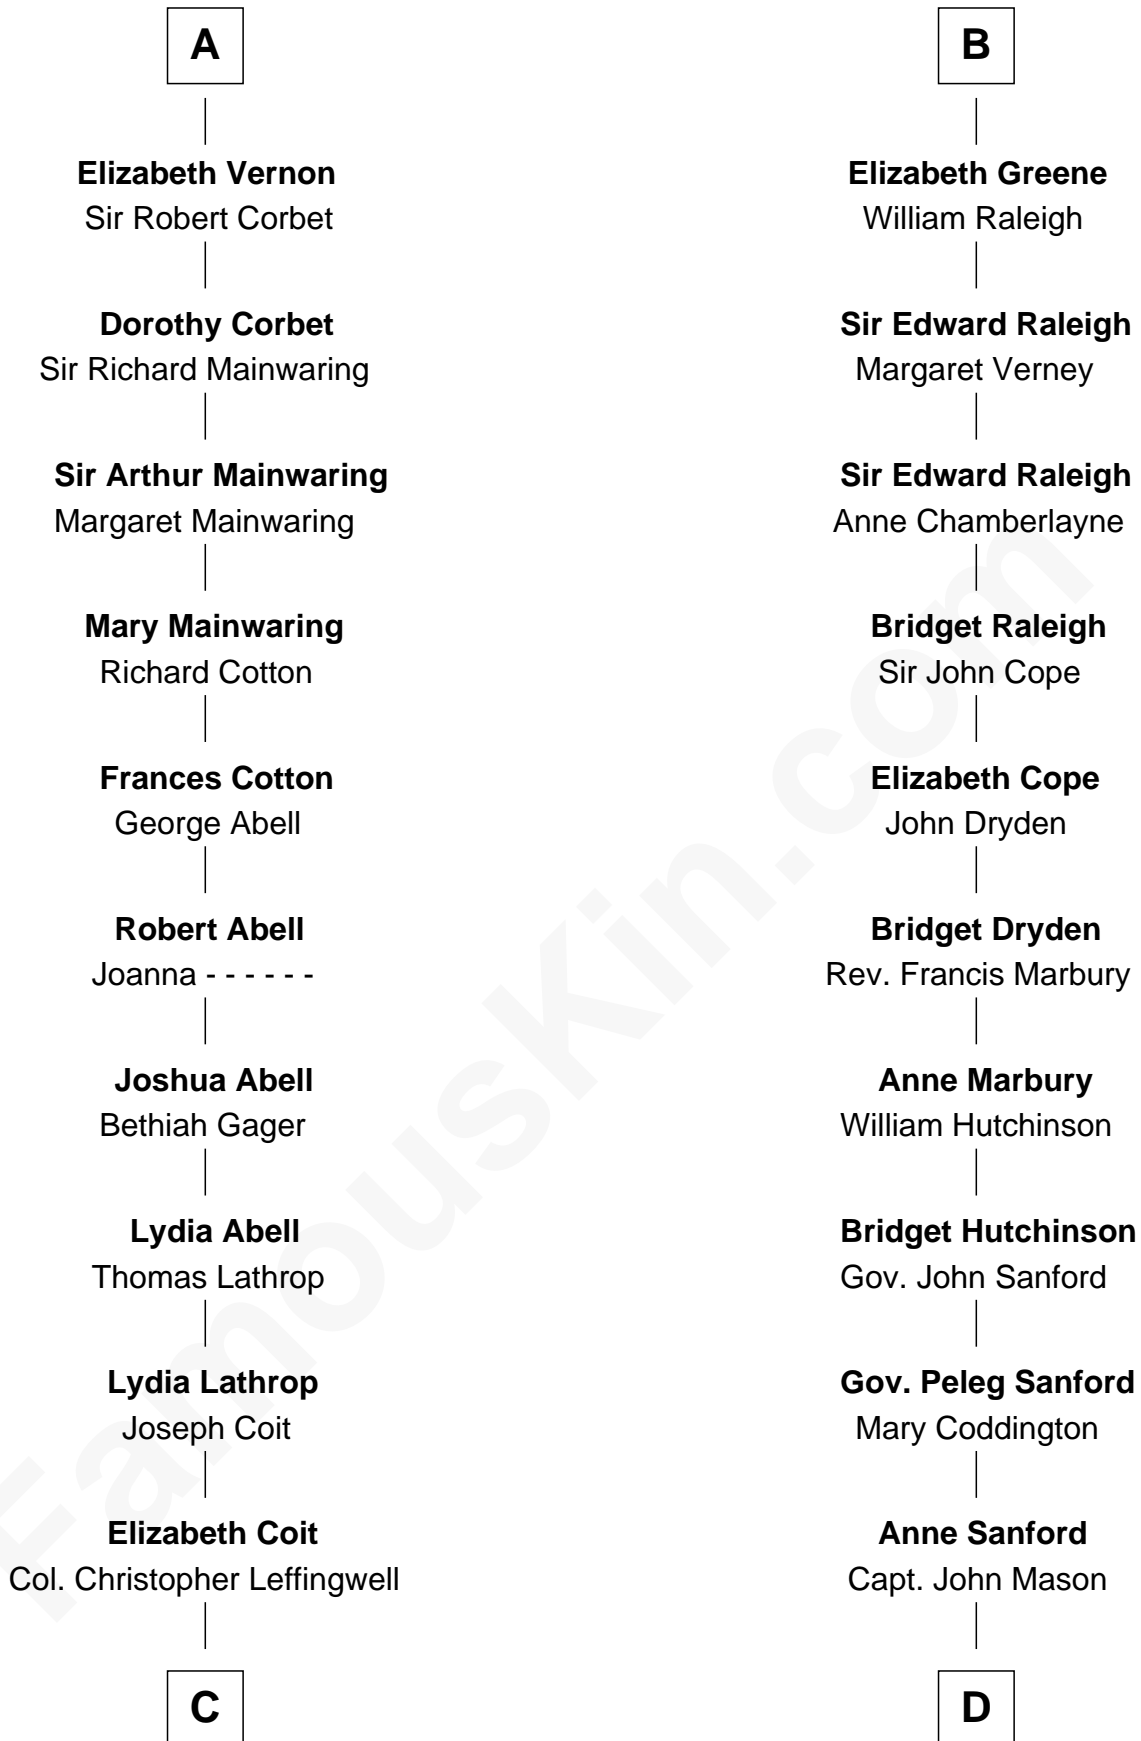 A
Elizabeth Vernon
Sir Robert Corbet
Dorothy Corbet
Sir Richard Mainwaring
Sir Arthur Mainwaring
Margaret Mainwaring
Mary Mainwaring
Richard Cotton
Frances Cotton
George Abell
Robert Abell
Joanna - - - - - -
Joshua Abell
Bethiah Gager
Lydia Abell
Thomas Lathrop
Lydia Lathrop
Joseph Coit
Elizabeth Coit
Col. Christopher Leffingwell
C
B
Elizabeth Greene
William Raleigh
Sir Edward Raleigh
Margaret Verney
Sir Edward Raleigh
Anne Chamberlayne
Bridget Raleigh
Sir John Cope
Elizabeth Cope
John Dryden
Bridget Dryden
Rev. Francis Marbury
Anne Marbury
William Hutchinson
Bridget Hutchinson
Gov. John Sanford
Gov. Peleg Sanford
Mary Coddington
Anne Sanford
Capt. John Mason
D
FamousKin.com